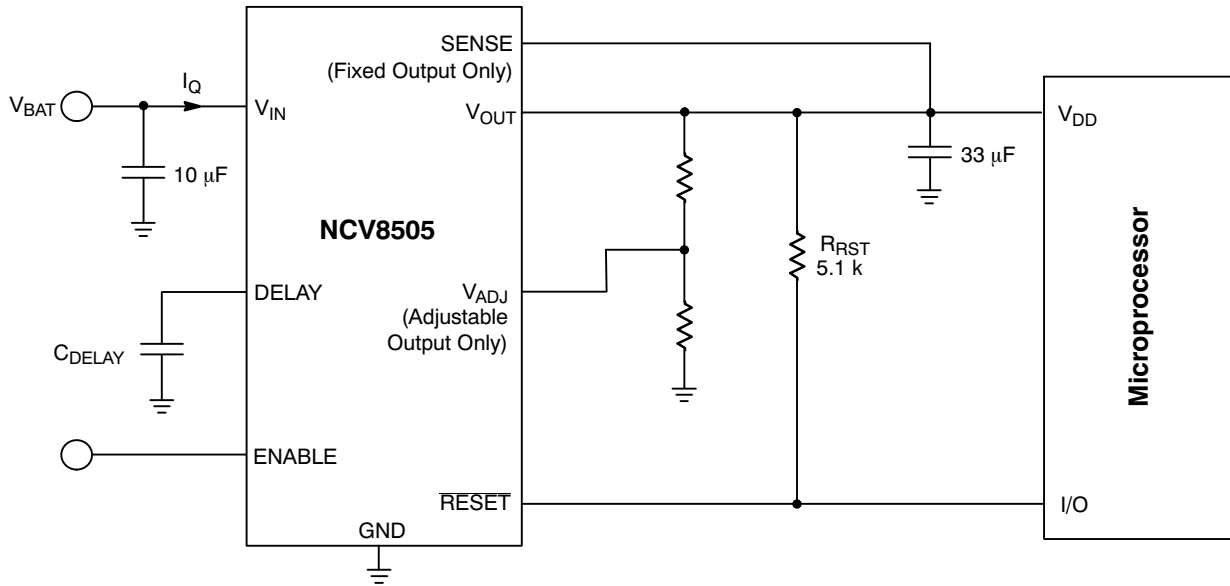 SENSE
(Fixed Output Only)
I_Q
V_BAT
V_IN
V_OUT
V_DD
10 μF
33 μF
NCV8505
R_RST
5.1 k
DELAY
V_ADJ
(Adjustable
Output Only)
C_DELAY
Microprocessor
ENABLE
RESET
I/O
GND